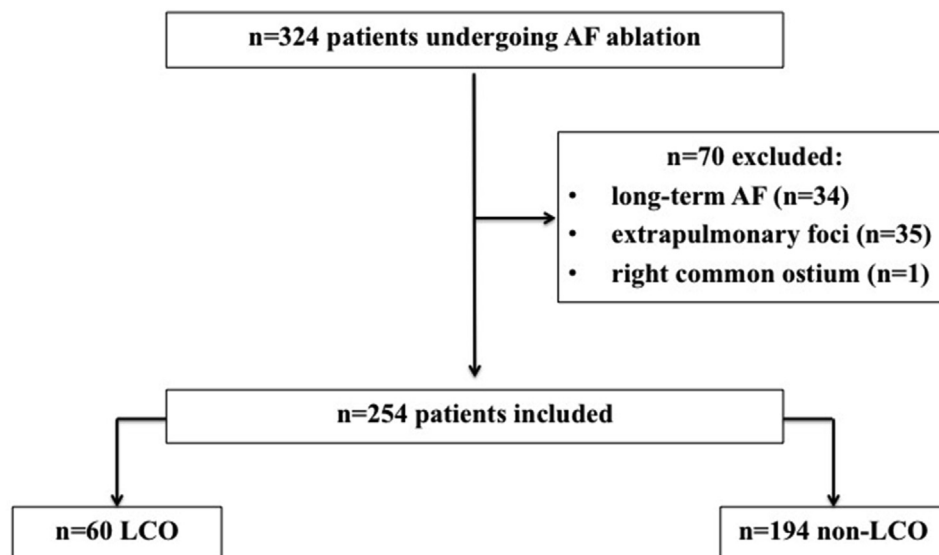 n=324 patients undergoing AF ablation
n=70 excluded:
• long-term AF (n=34)
• extrapulmonary foci (n=35)
• right common ostium (n=1)
n=254 patients included
n=60 LCO
n=194 non-LCO